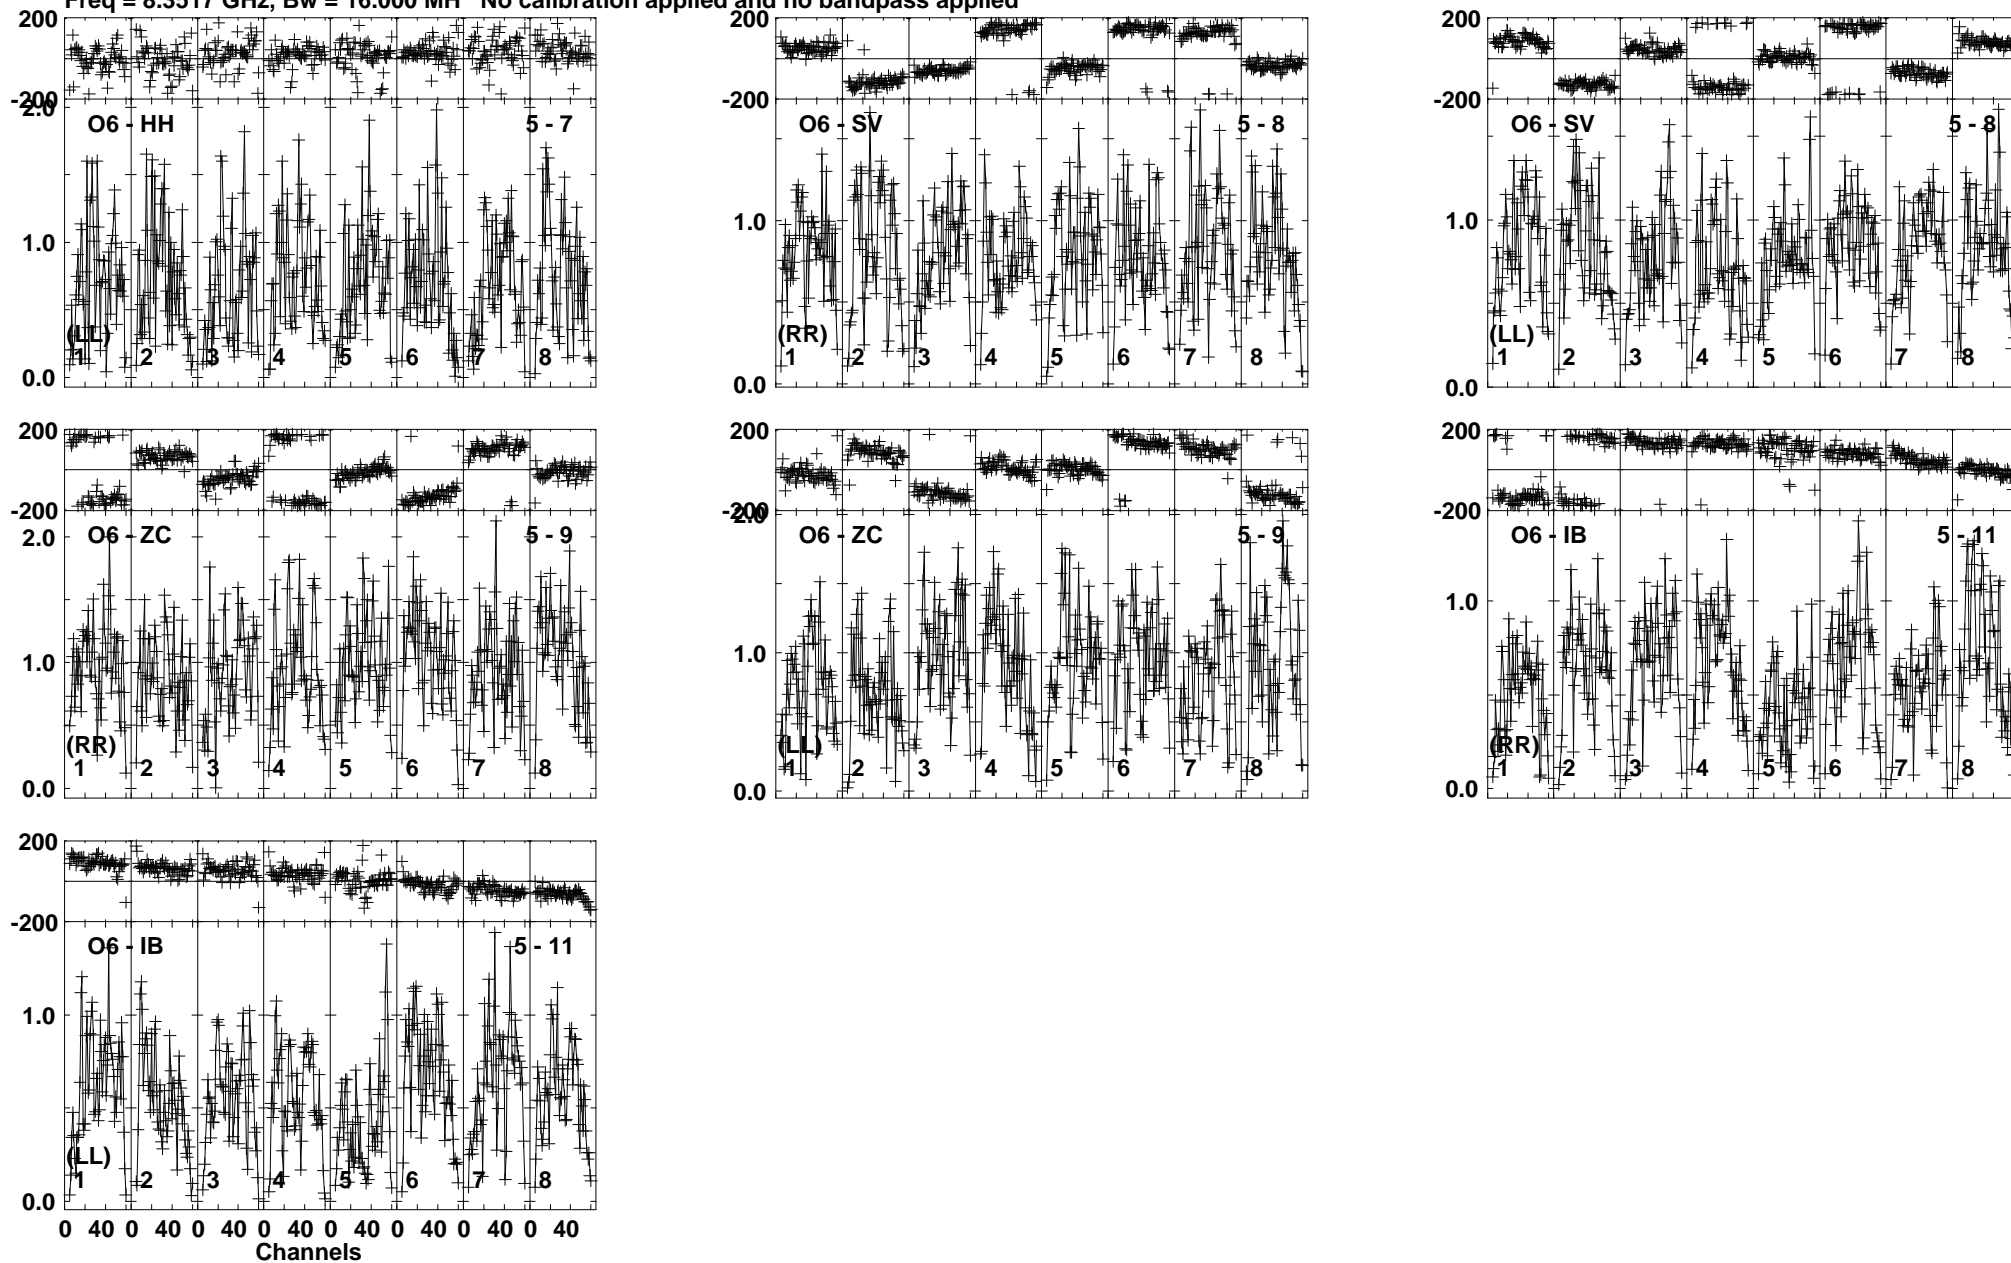 Freq = 8.3517 GHz, Bw = 16.000 MH No calibration applied and no bandpass applied
200
-200
2.0
O6 - HH 5 - 7
1.0
(LL)
1 2 3 4 5 6 7 8
0.0
200
-200
O6 - SV 5 - 8
1.0
(RR)
1 2 3 4 5 6 7 8
0.0
200
-200
O6 - SV 5 - 8
1.0
(LL)
1 2 3 4 5 6 7 8
0.0
200
-200
O6 - ZC 5 - 9
2.0
1.0
(RR)
1 2 3 4 5 6 7 8
0.0
200
-200
2.0
O6 - ZC 5 - 9
1.0
(LL)
1 2 3 4 5 6 7 8
0.0
200
-200
O6 - IB 5 - 11
1.0
(RR)
1 2 3 4 5 6 7 8
0.0
200
-200
O6 - IB 5 - 11
1.0
(LL)
1 2 3 4 5 6 7 8
0.0
0 40 0 40 0 40 0 40 0 40 0 40 0 40 0 40
Channels